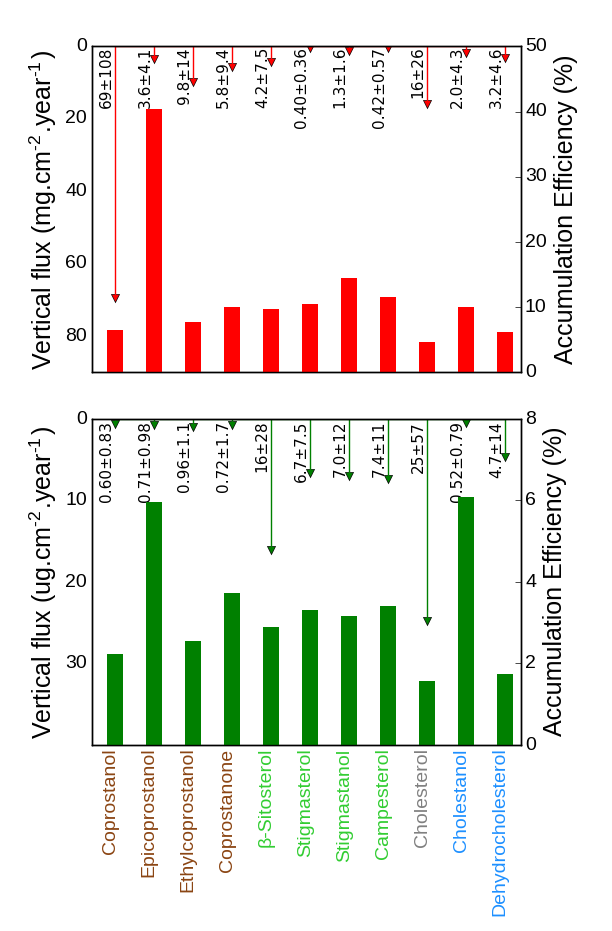 Vertical flux (mg.cm-2.year-1)
0
20
40
60
80
69±108
3.6±4.1
9.8±14
5.8±9.4
4.2±7.5
0.40±0.36
1.3±1.6
0.42±0.57
16±26
2.0±4.3
3.2±4.6
50
40
30
20
10
0
Accumulation Efficiency (%)
Vertical flux (ug.cm-2.year-1)
0
10
20
30
0.60±0.83
0.71±0.98
0.96±1.1
0.72±1.7
16±28
6.7±7.5
7.0±12
7.4±11
25±57
0.52±0.79
4.7±14
8
6
4
2
0
Accumulation Efficiency (%)
Coprostanol
Epicoprostanol
Ethylcoprostanol
Coprostanone
β-Sitosterol
Stigmasterol
Stigmastanol
Campesterol
Cholesterol
Cholestanol
Dehydrocholesterol